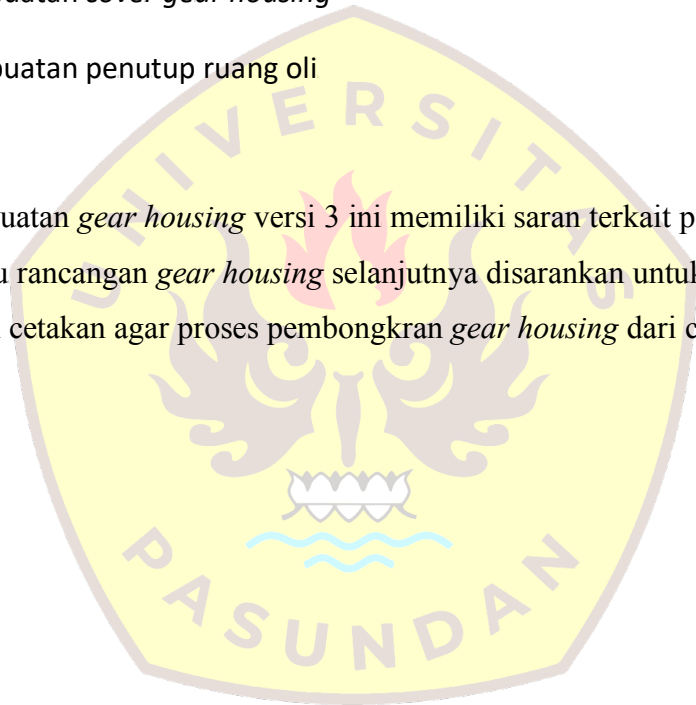 uatan cover gear housing
buatan penutup ruang oli
uatan gear housing versi 3 ini memiliki saran terkait p
u rancangan gear housing selanjutnya disarankan untuk
cetakan agar proses pembongkran gear housing dari c
UNIVERSITAS
PASUNDAN